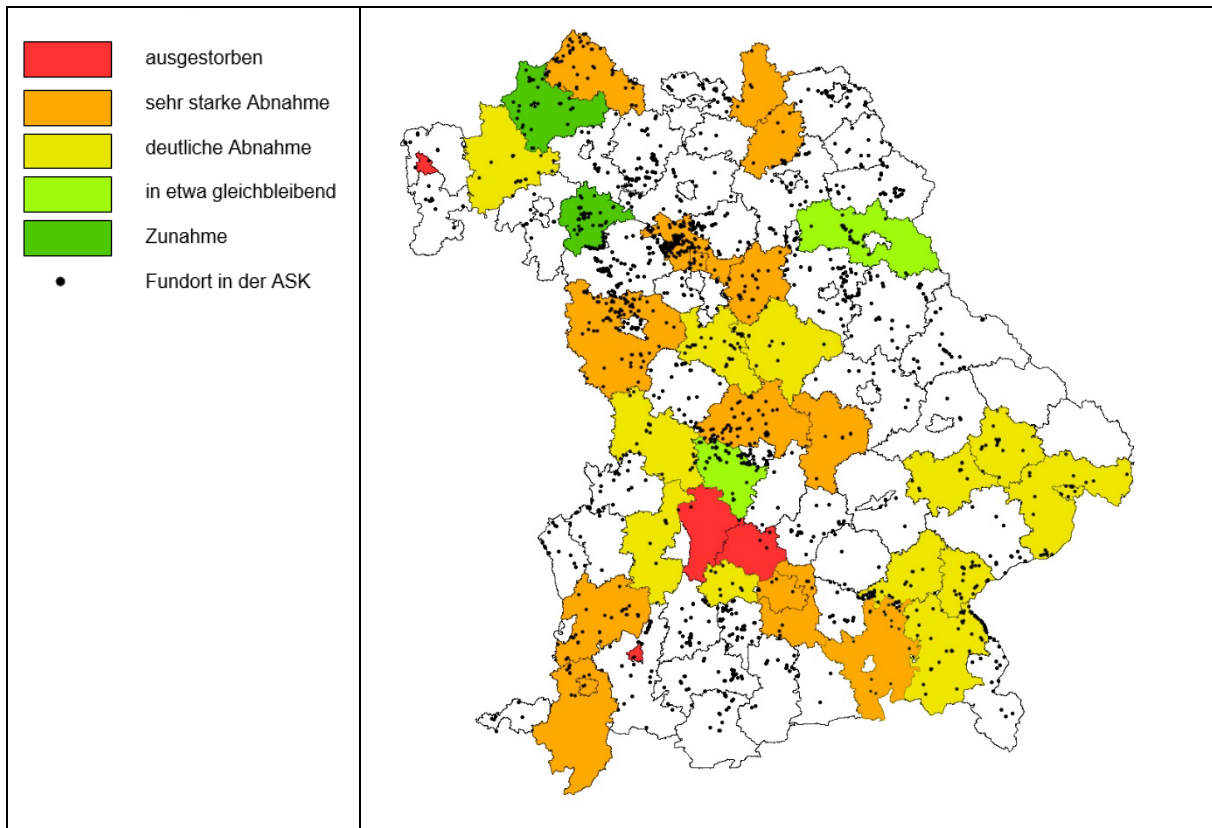 ausgestorben
sehr starke Abnahme
deutliche Abnahme
in etwa gleichbleibend
Zunahme
Fundort in der ASK